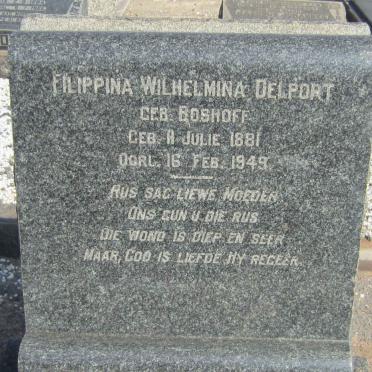 FILIPPINA WILHELMINA DELPORT
GEB. BOSHOFF
GEB. 11 JULIE 1881
OORL. 16 FEB. 1949
RUS SAG LIEWE MOEDER
ONS GUN U DIE RUS
DIE WOND IS DIEP EN SEER
MAAR, GOD IS LIEFDE HY REGEER.